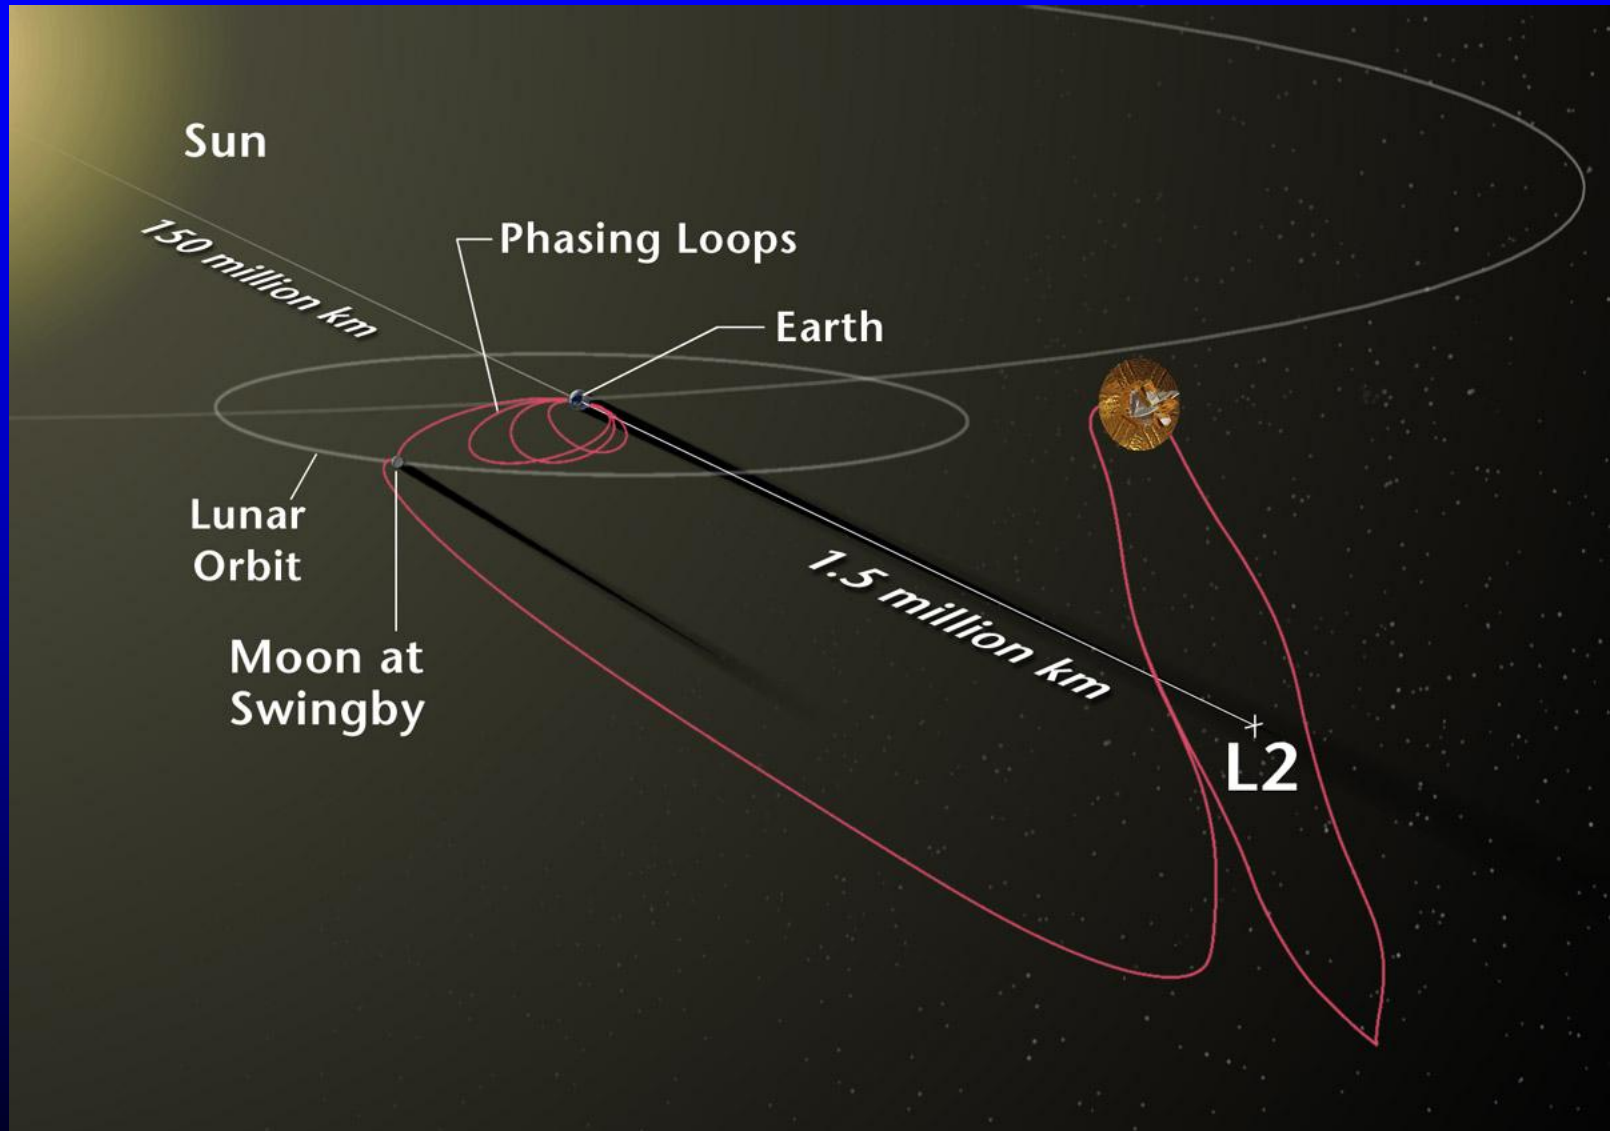 Sun
150 million km
Phasing Loops
Earth
Lunar
Orbit
Moon at
Swingby
1.5 million km
L2